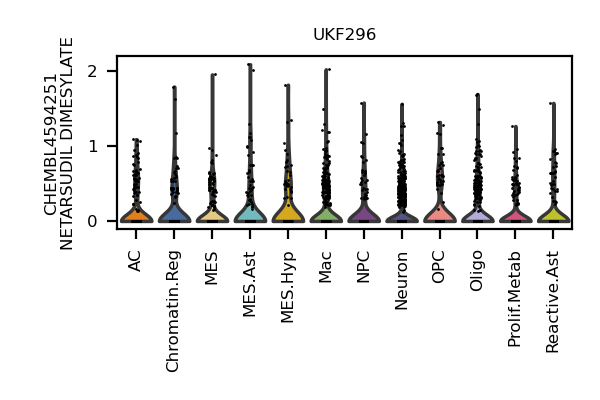 UKF296
CHEMBL4594251
NETARSUDIL DIMESYLATE
2
1
0
AC
Chromatin.Reg
MES
MES.Ast
MES.Hyp
Mac
NPC
Neuron
OPC
Oligo
Prolif.Metab
Reactive.Ast